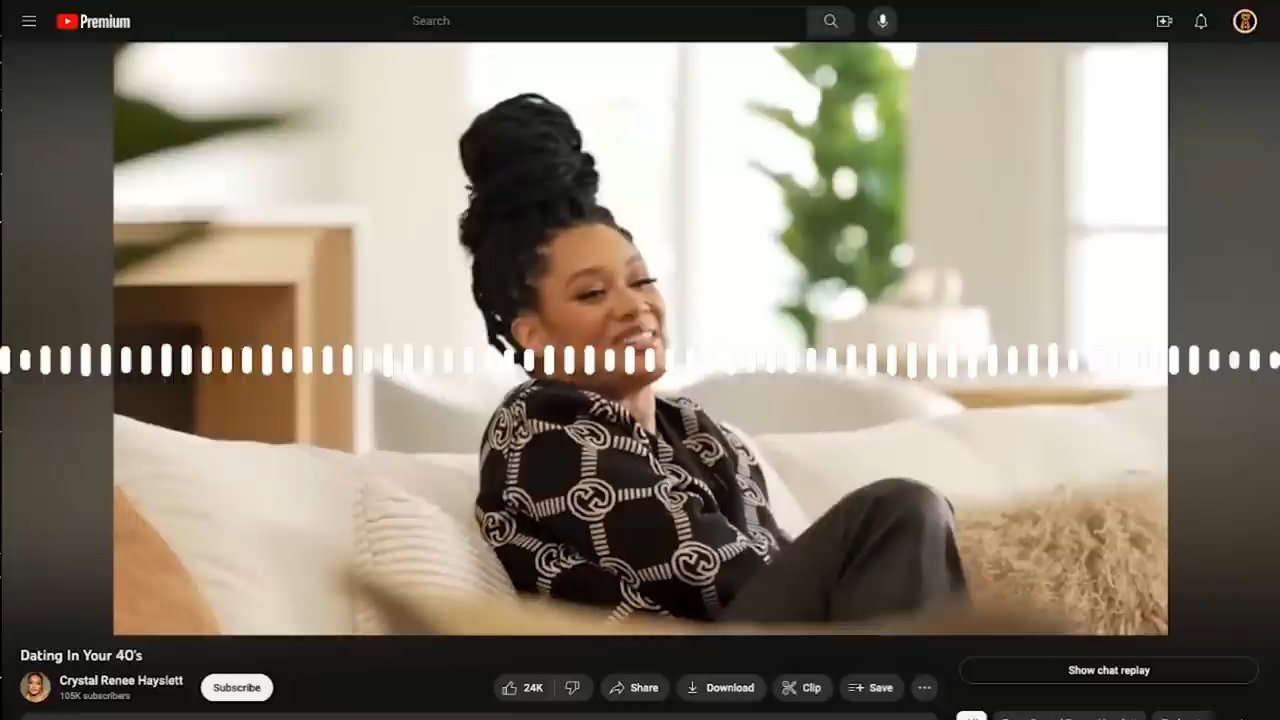 Premium
Search
Dating In Your 40's
Crystal Renee Hayslett
105K subscribers
Subscribe
24K
Share
Download
Clip
Save
Show chat replay